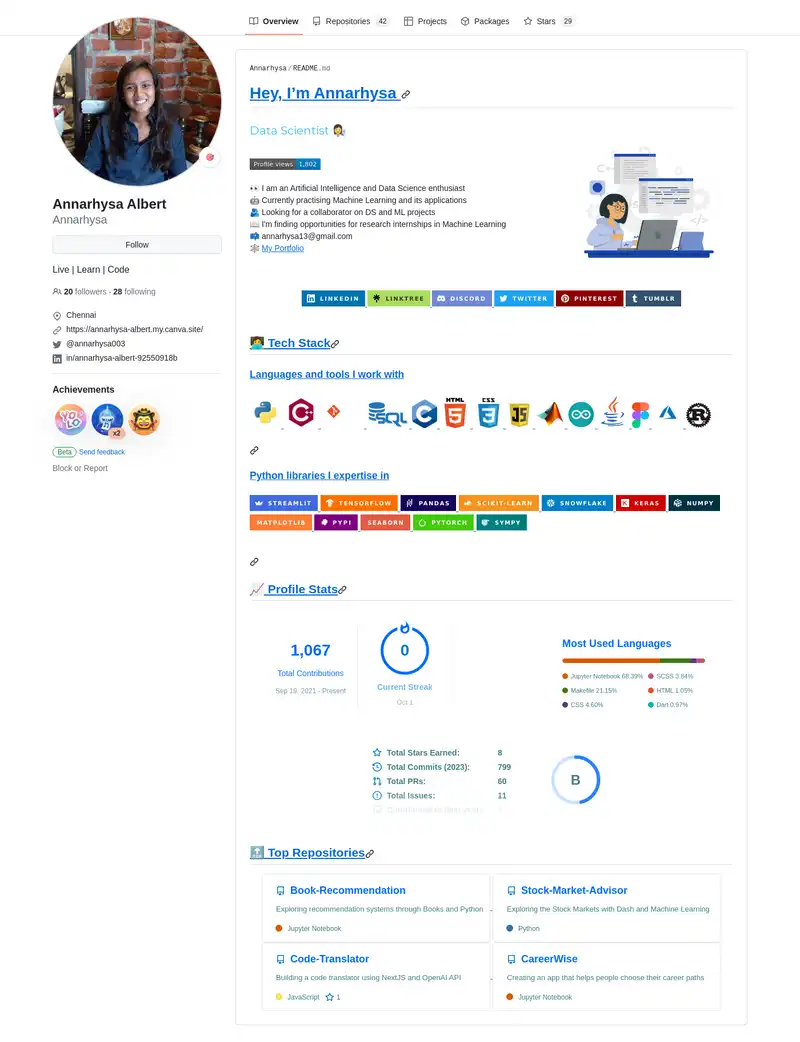 Overview
Repositories 42
Projects
Packages
Stars 29
Annarhysa Albert
Annarhysa
Follow
Live | Learn | Code
20 followers · 28 following
Chennai
https://annarhysa-albert.my.canva.site/
@annarhysa003
in/annarhysa-albert-92550918b
Achievements
YOLO
x2
Beta Send feedback
Block or Report
Annarhysa / README.md
Hey, I’m Annarhysa
Data Scientist
Profile views 1,802
I am an Artificial Intelligence and Data Science enthusiast
Currently practising Machine Learning and its applications
Looking for a collaborator on DS and ML projects
I'm finding opportunities for research internships in Machine Learning
annarhysa13@gmail.com
My Portfolio
LINKEDIN LINKTREE DISCORD TWITTER PINTEREST TUMBLR
Tech Stack
Languages and tools I work with
SQL HTML CSS JS
Python libraries I expertise in
STREAMLIT TENSORFLOW PANDAS SCIKIT-LEARN SNOWFLAKE KERAS NUMPY
MATPLOTLIB PYPI SEABORN PYTORCH SYMPY
Profile Stats
1,067
Total Contributions
Sep 19, 2021 - Present
0
Current Streak
Oct 1
Most Used Languages
Jupyter Notebook 68.39%
Makefile 21.15%
CSS 4.60%
SCSS 3.84%
HTML 1.05%
Dart 0.97%
Total Stars Earned: 8
Total Commits (2023): 799
Total PRs: 60
Total Issues: 11
B
Top Repositories
Book-Recommendation
Exploring recommendation systems through Books and Python
Jupyter Notebook
Stock-Market-Advisor
Exploring the Stock Markets with Dash and Machine Learning
Python
Code-Translator
Building a code translator using NextJS and OpenAI API
JavaScript 1
CareerWise
Creating an app that helps people choose their career paths
Jupyter Notebook